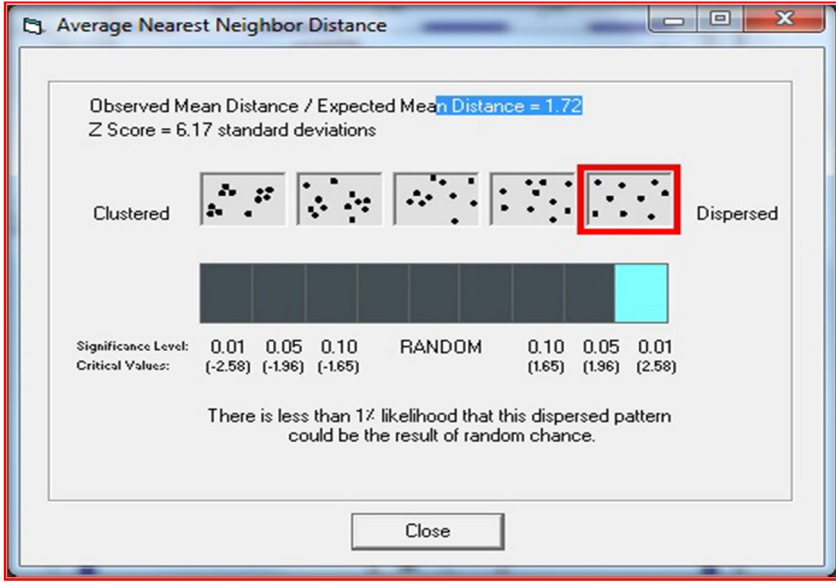 Average Nearest Neighbor Distance
Observed Mean Distance / Expected Mean Distance = 1.72
Z Score = 6.17 standard deviations
Clustered
Dispersed
Significance Level: 0.01 0.05 0.10 RANDOM 0.10 0.05 0.01
Critical Values: (-2.58) (-1.96) (-1.65) (1.65) (1.96) (2.58)
There is less than 1% likelihood that this dispersed pattern
could be the result of random chance.
Close